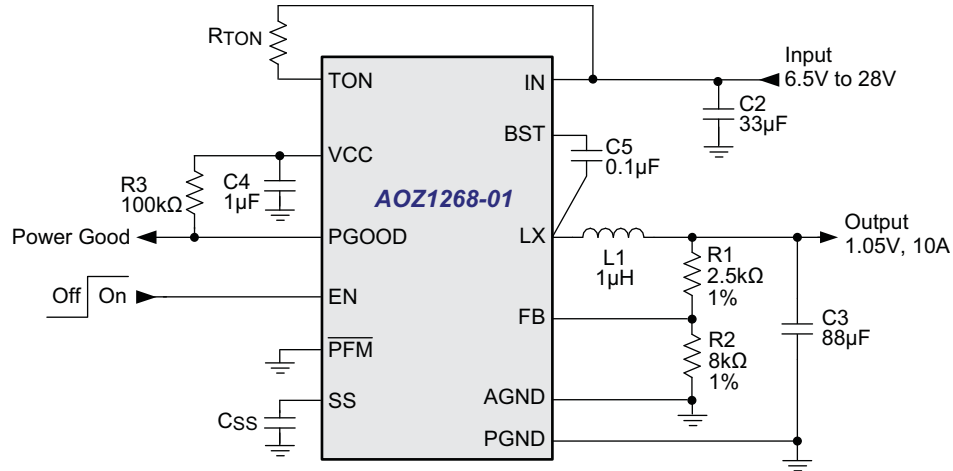 RTON
TON
IN
Input
6.5V to 28V
C2
33µF
BST
C5
0.1µF
VCC
R3
100kΩ
C4
1µF
AOZ1268-01
Power Good
PGOOD
LX
L1
1µH
Output
1.05V, 10A
R1
2.5kΩ
1%
Off
On
EN
FB
C3
88µF
R2
8kΩ
1%
PFM
SS
CSS
AGND
PGND